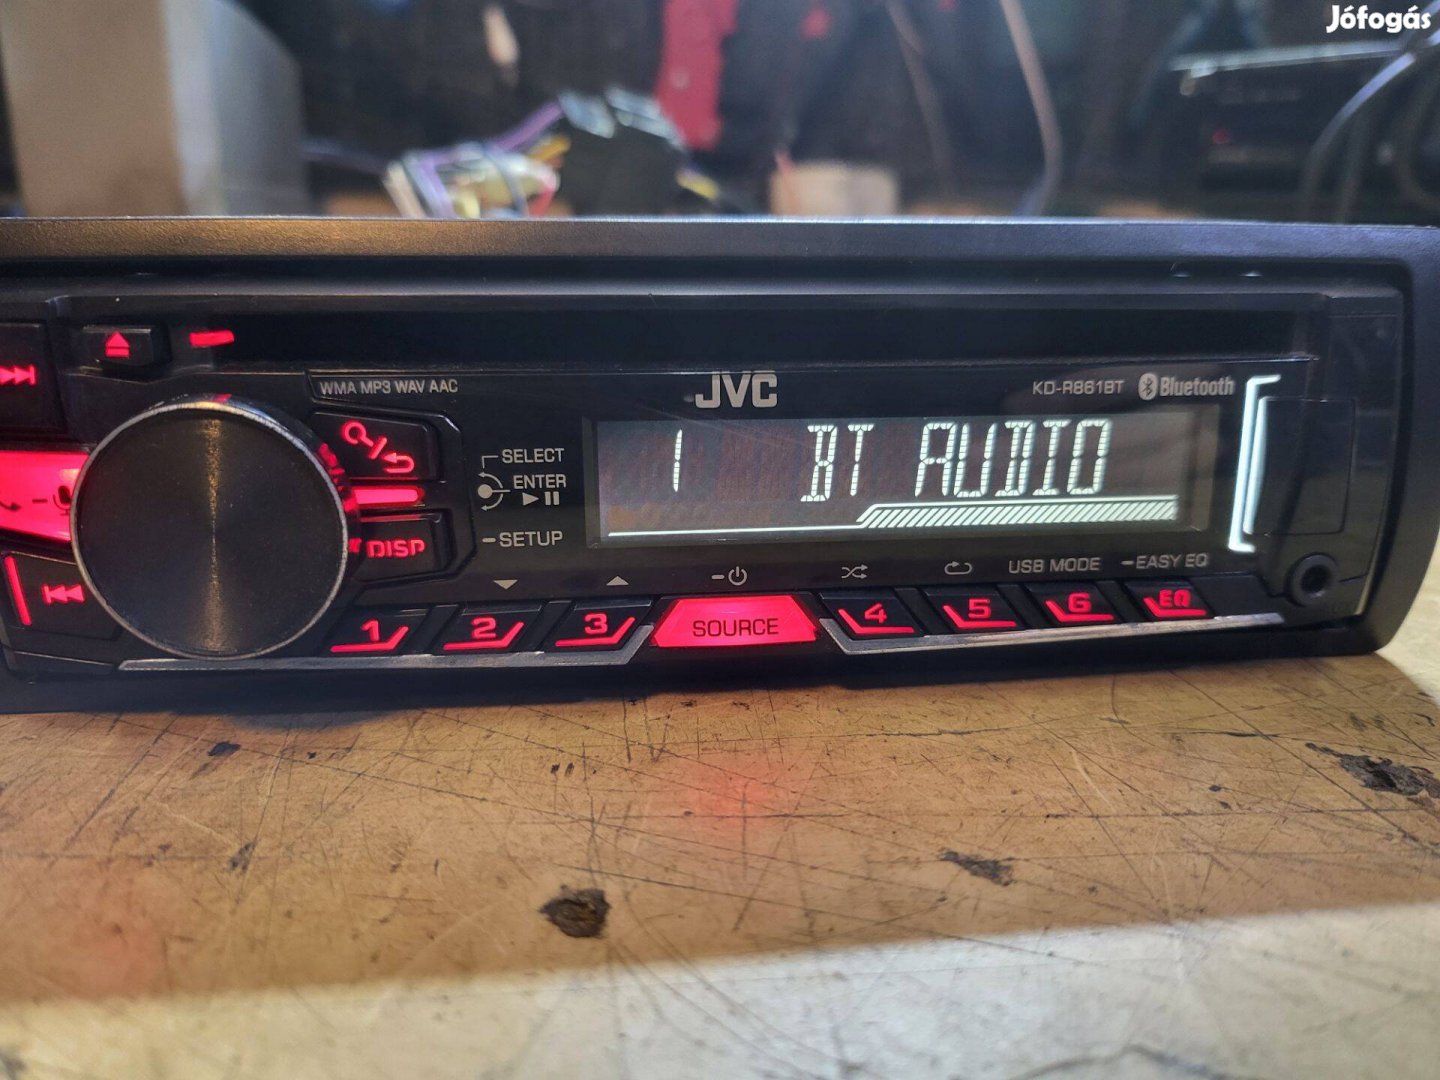 Jófogás
WMA MP3 WAV AAC
JVC
KD-R861BT Bluetooth
SELECT
ENTER
1 BT AUDIO
DISP
-SETUP
USB MODE -EASY EQ
1 2 3 SOURCE 4 5 6 EQ